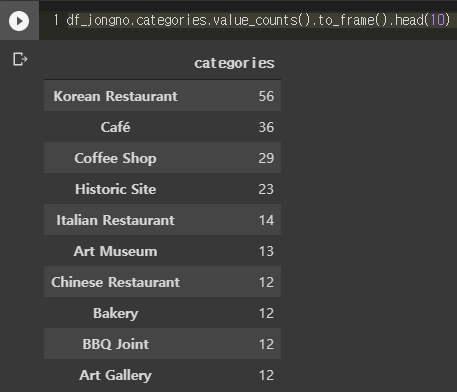 1 df_jongno.categories.value_counts().to_frame().head(10)
categories
Korean Restaurant 56
Café 36
Coffee Shop 29
Historic Site 23
Italian Restaurant 14
Art Museum 13
Chinese Restaurant 12
Bakery 12
BBQ Joint 12
Art Gallery 12